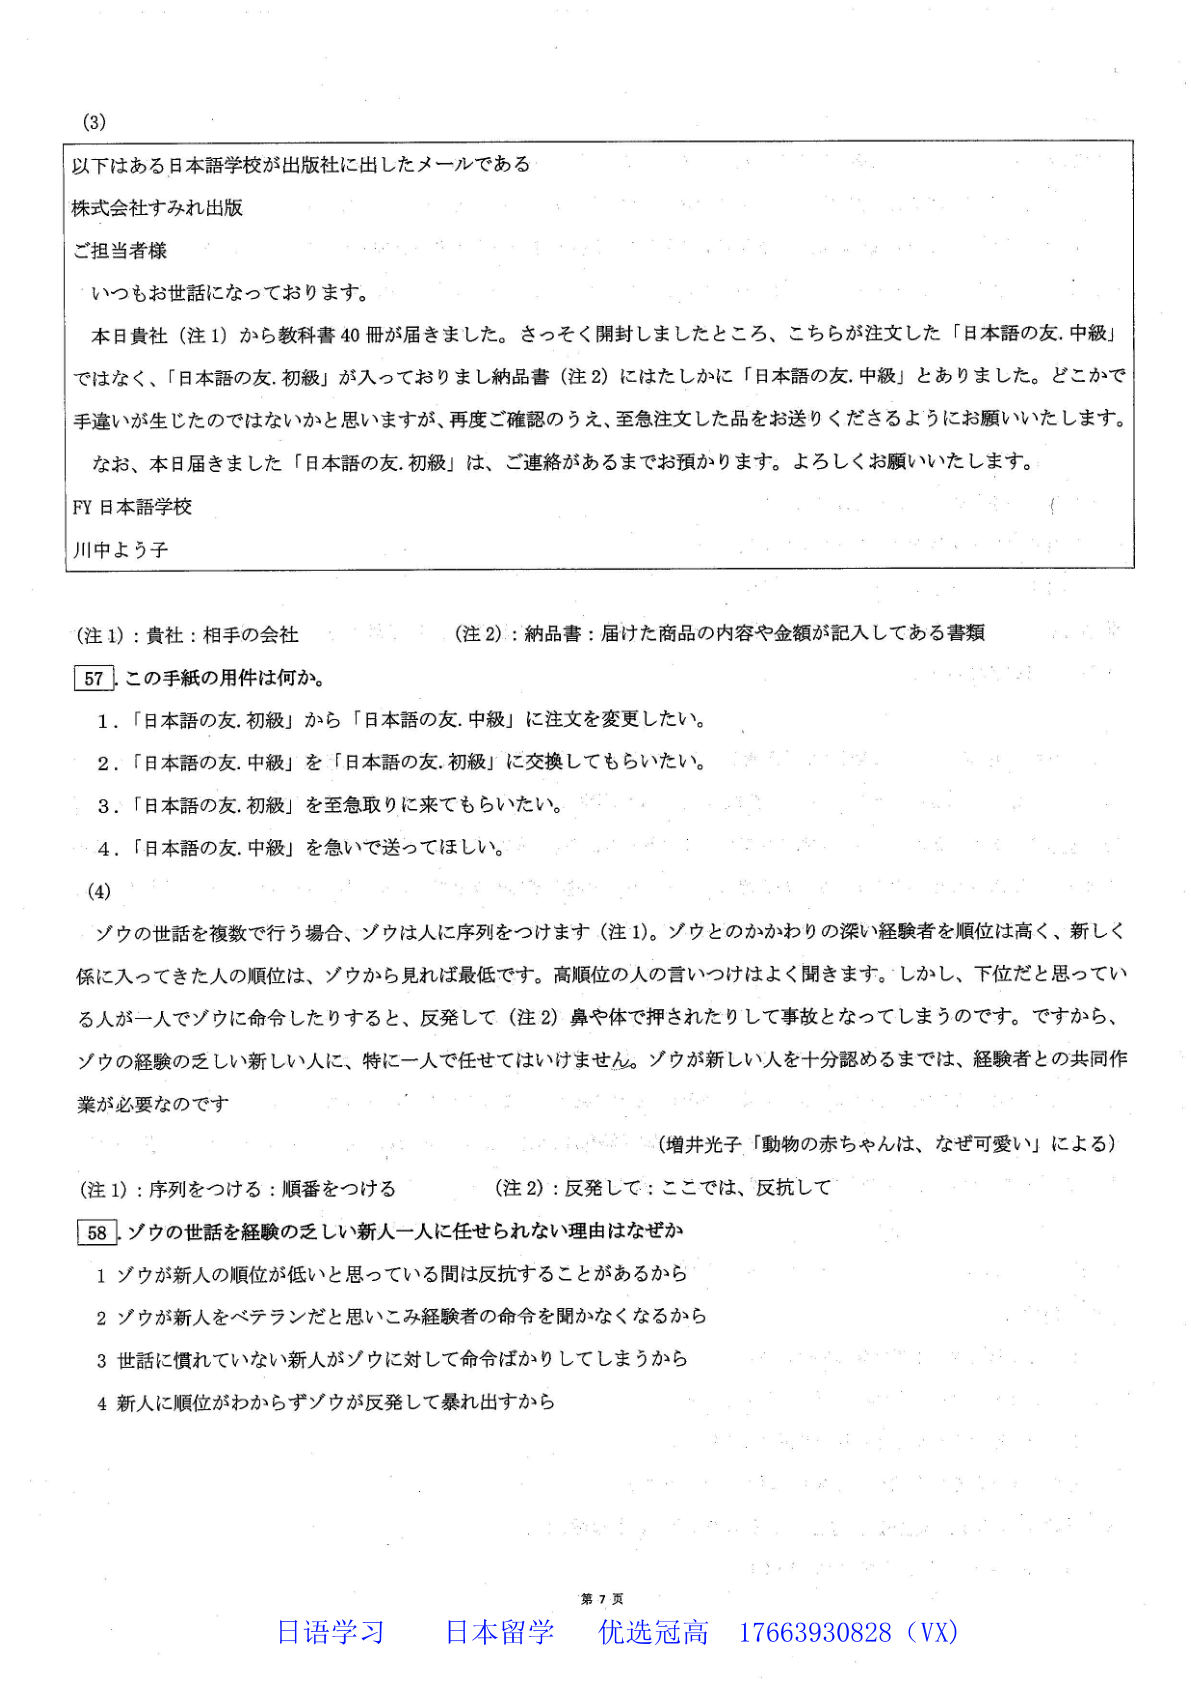 (3)
以下はある日本語学校が出版社に出したメールである
株式会社すみれ出版
ご担当者様
いつもお世話になっております。
本日貴社（注1）から教科書 40 冊が届きました。さっそく開封しましたところ、こちらが注文した「日本語の友. 中級」
ではなく、「日本語の友. 初級」が入っておりまし納品書（注2）にはたしかに「日本語の友. 中級」とありました。どこかで
手違いが生じたのではないかと思いますが、再度ご確認のうえ、至急注文した品をお送りくださるようにお願いいたします。
なお、本日届きました「日本語の友. 初級」は、ご連絡があるまでお預かります。よろしくお願いいたします。
FY 日本語学校
川中よう子
（注1）: 貴社 : 相手の会社 （注2）: 納品書 : 届けた商品の内容や金額が記入してある書類
57 . この手紙の用件は何か。
1 . 「日本語の友. 初級」から「日本語の友. 中級」に注文を変更したい。
2 . 「日本語の友. 中級」を「日本語の友. 初級」に交換してもらいたい。
3 . 「日本語の友. 初級」を至急取りに来てもらいたい。
4 . 「日本語の友. 中級」を急いで送ってほしい。
(4)
ゾウの世話を複数で行う場合、ゾウは人に序列をつけます（注1）。ゾウとのかかわりの深い経験者を順位は高く、新しく
係に入ってきた人の順位は、ゾウから見れば最低です。高順位の人の言いつけはよく聞きます。しかし、下位だと思ってい
る人が一人でゾウに命令したりすると、反発して（注2）鼻や体で押されたりして事故となってしまうのです。ですから、
ゾウの経験の乏しい新しい人に、特に一人で任せてはいけません。ゾウが新しい人を十分認めるまでは、経験者との共同作
業が必要なのです
（増井光子「動物の赤ちゃんは、なぜ可愛い」による）
（注1）: 序列をつける : 順番をつける （注2）: 反発して : ここでは、反抗して
58 . ゾウの世話を経験の乏しい新人一人に任せられない理由はなぜか
1 ゾウが新人の順位が低いと思っている間は反抗することがあるから
2 ゾウが新人をベテランだと思いこみ経験者の命令を聞かなくなるから
3 世話に慣れていない新人がゾウに対して命令ばかりしてしまうから
4 新人に順位がわからずゾウが反発して暴れ出すから
第 7 页
日语学习 日本留学 优选冠高 17663930828（VX）